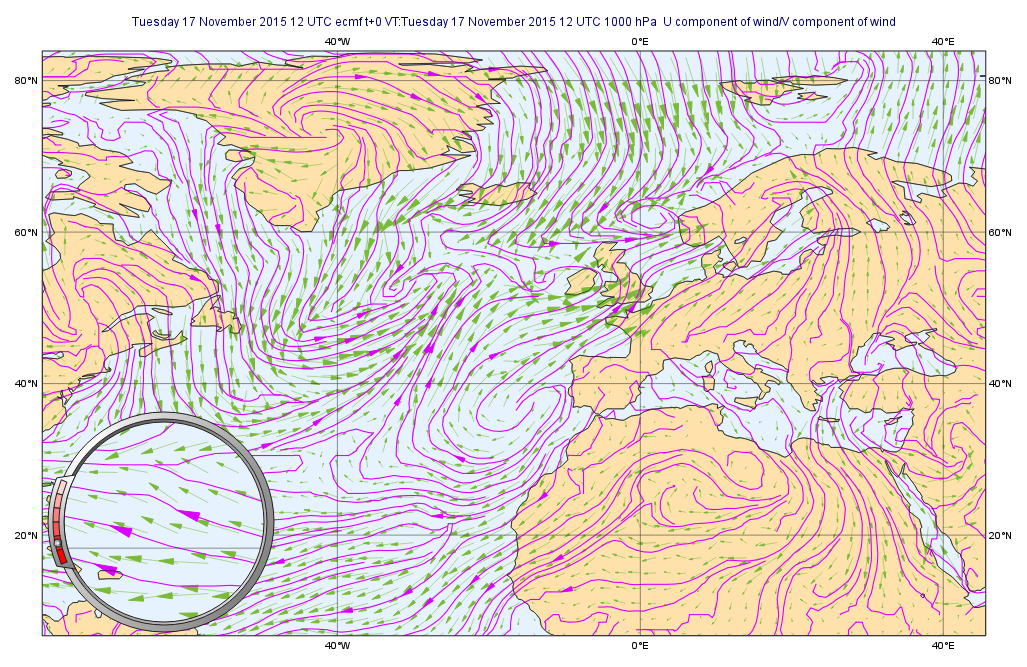 Tuesday 17 November 2015 12 UTC ecmf t+0 VT:Tuesday 17 November 2015 12 UTC 1000 hPa  U component of wind/V component of wind
40°W 0°E 40°E
80°N 80°N
60°N 60°N
40°N 40°N
20°N 20°N
40°W 0°E 40°E